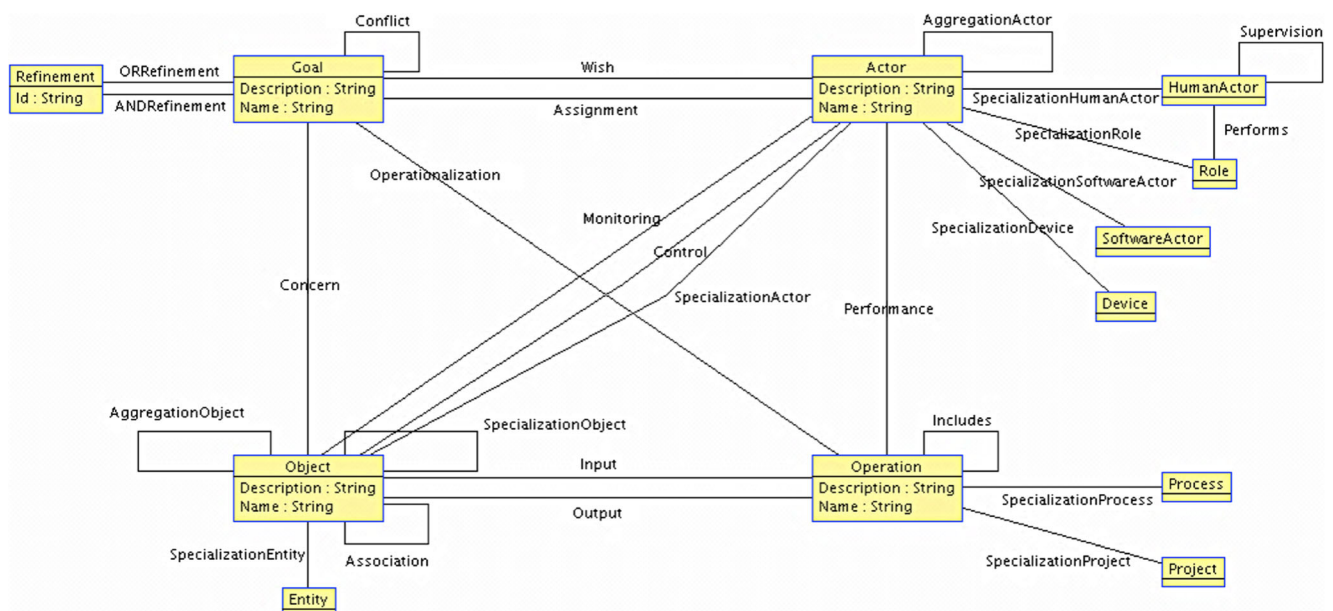 Conflict
AggregationActor
Supervision
Refinement
Id : String
ORRefinement
ANDRefinement
Goal
Description : String
Name : String
Wish
Assignment
Actor
Description : String
Name : String
SpecializationHumanActor
HumanActor
SpecializationRole
Performs
Role
Operationalization
SpecializationSoftwareActor
Monitoring
SpecializationDevice
SoftwareActor
Control
Concern
SpecializationActor
Performance
Device
AggregationObject
SpecializationObject
Includes
Object
Description : String
Name : String
Input
Output
Operation
Description : String
Name : String
Process
SpecializationProcess
SpecializationEntity
Association
SpecializationProject
Project
Entity